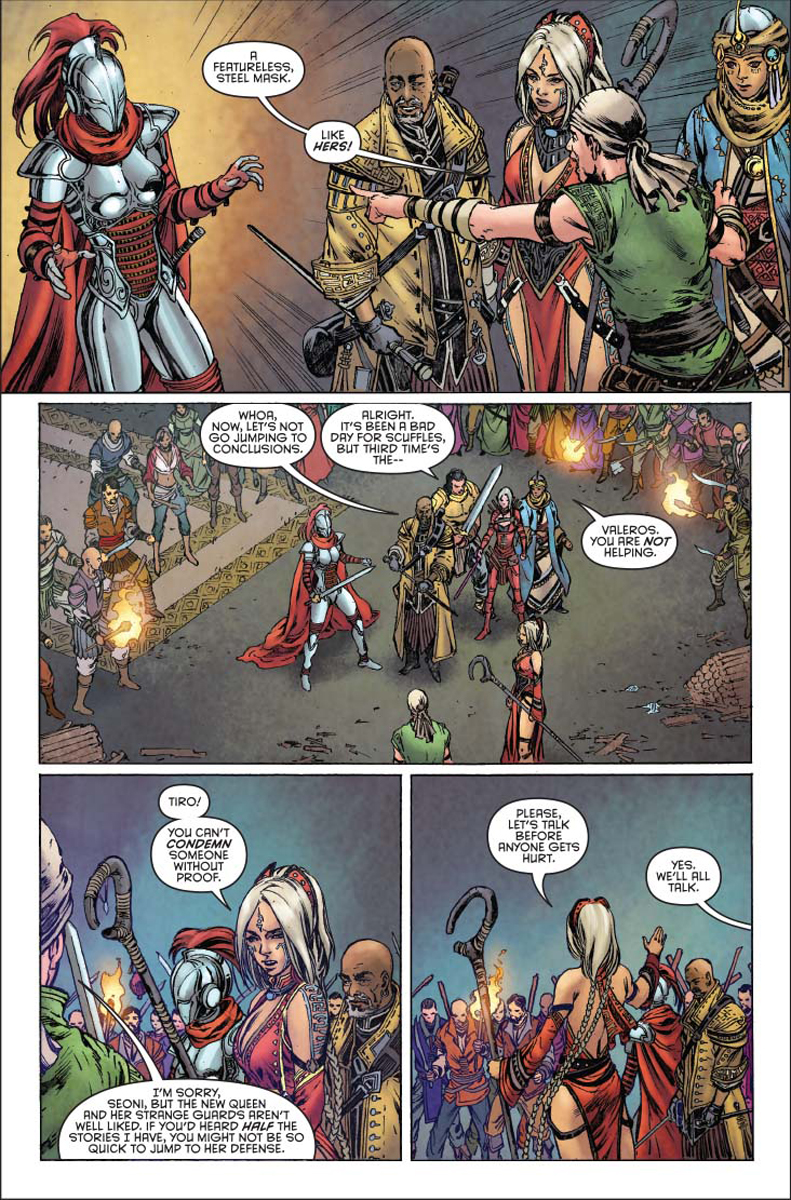 A
FEATURELESS,
STEEL MASK.
LIKE
HERS!
WHOA,
NOW, LET'S NOT
GO JUMPING TO
CONCLUSIONS.
ALRIGHT.
IT'S BEEN A BAD
DAY FOR SCUFFLES,
BUT THIRD TIME'S
THE--
VALEROS.
YOU ARE NOT
HELPING.
TIRO!
YOU CAN'T
CONDEMN
SOMEONE
WITHOUT
PROOF.
I'M SORRY,
SEONI, BUT THE NEW QUEEN
AND HER STRANGE GUARDS AREN'T
WELL LIKED. IF YOU'D HEARD HALF THE
STORIES I HAVE, YOU MIGHT NOT BE SO
QUICK TO JUMP TO HER DEFENSE.
PLEASE,
LET'S TALK
BEFORE
ANYONE GETS
HURT.
YES.
WE'LL ALL
TALK.